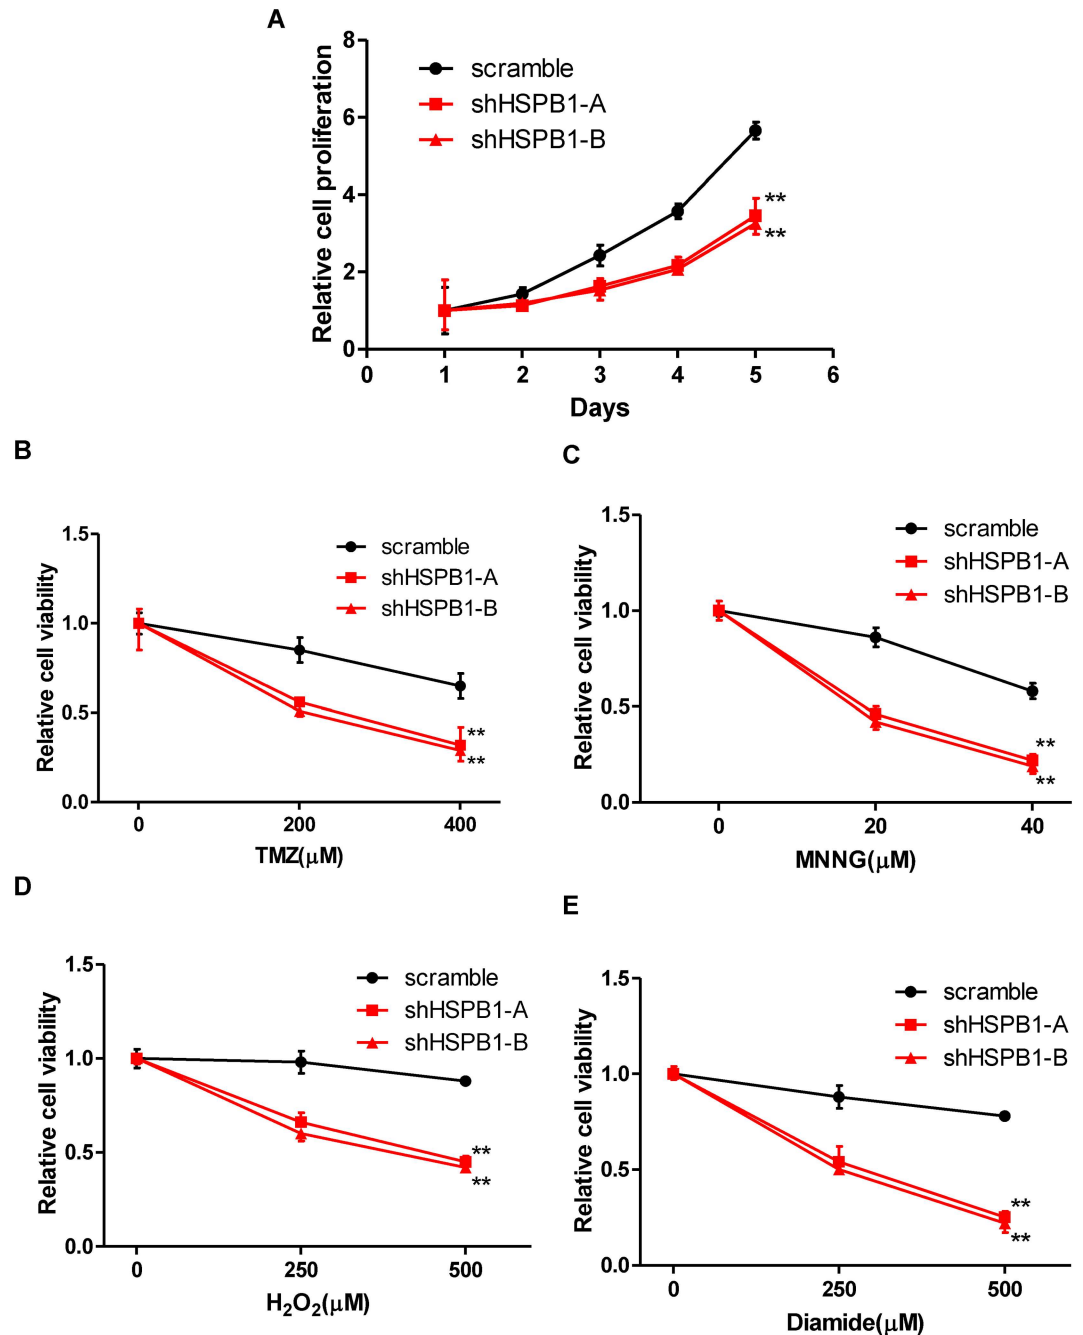 A
Relative cell proliferation
8
6
4
2
0
scramble
shHSPB1-A
shHSPB1-B
**
**
0 1 2 3 4 5 6
Days
B
Relative cell viability
1.5
1.0
0.5
0.0
scramble
shHSPB1-A
shHSPB1-B
**
**
0 200 400
TMZ(μM)
C
Relative cell viability
1.5
1.0
0.5
0.0
scramble
shHSPB1-A
shHSPB1-B
**
**
0 20 40
MNNG(μM)
D
Relative cell viability
1.5
1.0
0.5
0.0
scramble
shHSPB1-A
shHSPB1-B
**
**
0 250 500
H₂O₂(μM)
E
Relative cell viability
1.5
1.0
0.5
0.0
scramble
shHSPB1-A
shHSPB1-B
**
**
0 250 500
Diamide(μM)